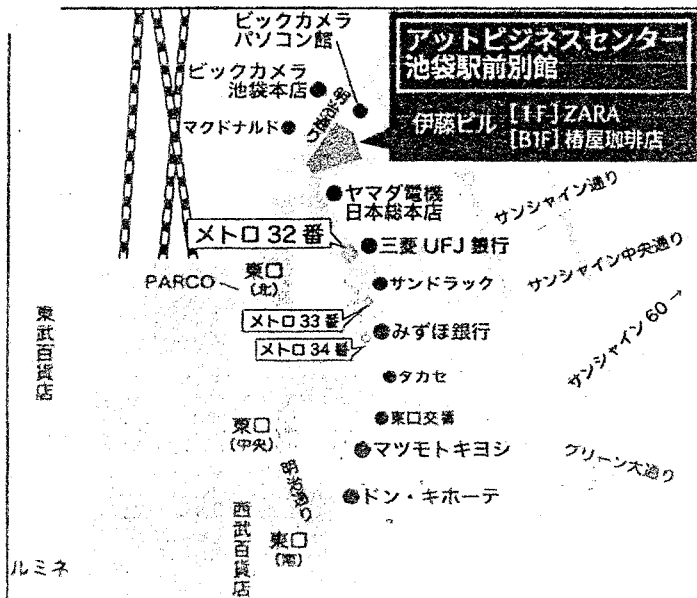 ビックカメラ
パソコン館
アットビジネスセンター
池袋駅前別館
伊藤ビル
[1F] ZARA
[B1F] 椿屋珈琲店
ビックカメラ
池袋本店
明治通り
マクドナルド
ヤマダ電機
日本総本店
サンシャイン通り
メトロ 32 番
三菱 UFJ 銀行
東口
(北)
PARCO
サンドラック
サンシャイン中央通り
メトロ 33 番
みずほ銀行
メトロ 34 番
サンシャイン 60 →
東武百貨店
タカセ
東口交番
東口
(中央)
マツモトキヨシ
グリーン大通り
明治通り
ドン・キホーテ
西武百貨店
東口
(南)
ルミネ